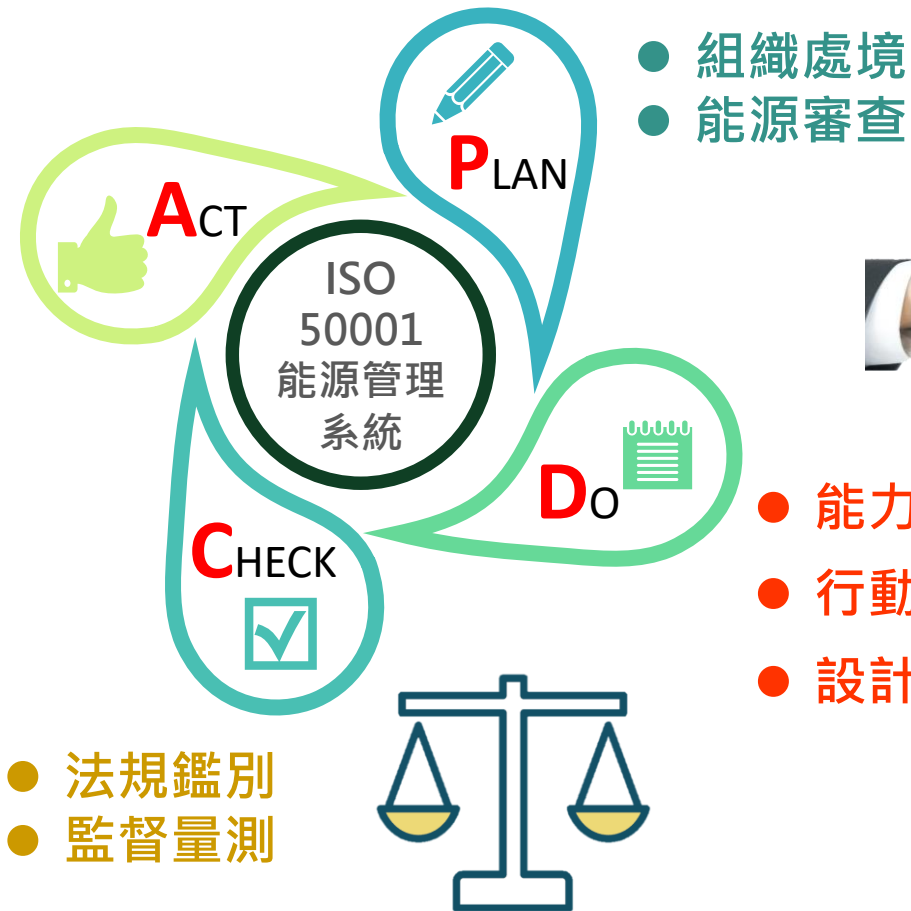 ● 組織處境
● 能源審查
PLAN
ACT
ISO
50001
能源管理
系統
DO
CHECK
● 能力
● 行動
● 設計
● 法規鑑別
● 監督量測